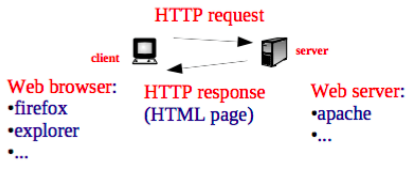 HTTP request
client
server
Web browser:
•firefox
•explorer
•...
HTTP response
(HTML page)
Web server:
•apache
•...